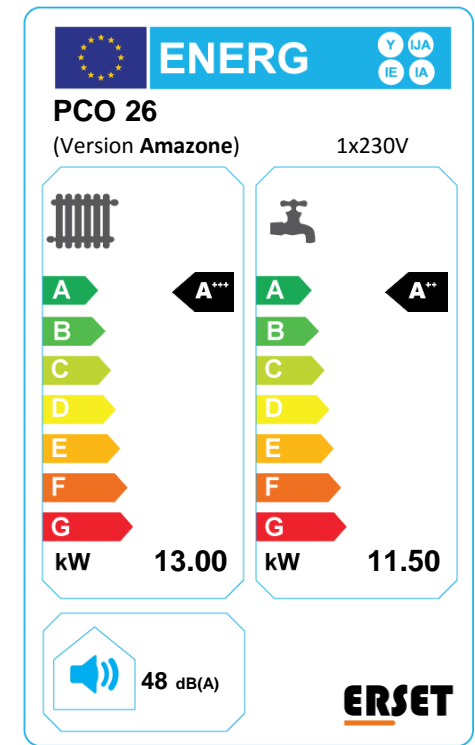 ENERG
Y IJA
IE IA
PCO 26
(Version Amazone) 1x230V
A A+++
B
C
D
E
F
G
kW 13.00
A A++
B
C
D
E
F
G
kW 11.50
48 dB(A)
ERSET